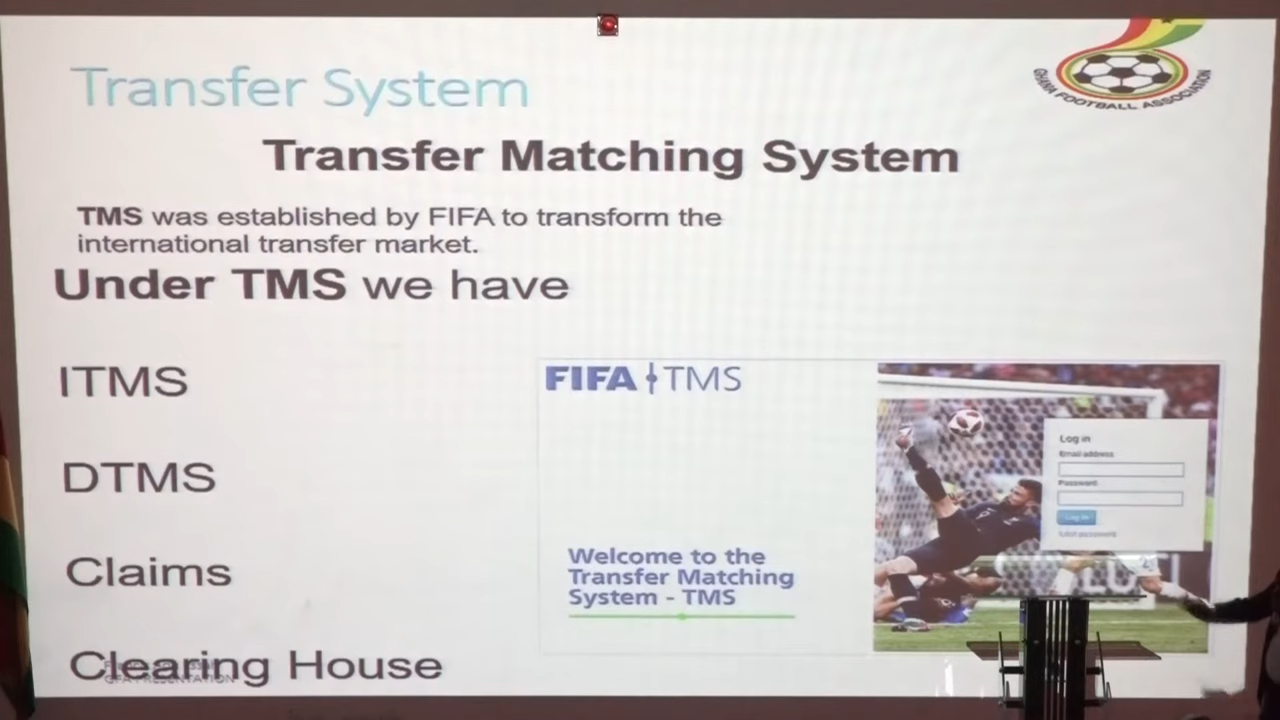 Transfer System
GHANA FOOTBALL ASSOCIATION
Transfer Matching System
TMS was established by FIFA to transform the
international transfer market.
Under TMS we have
ITMS
DTMS
Claims
Clearing House
GFA PRESENTATION
FIFA TMS
Welcome to the
Transfer Matching
System - TMS
Log in
Email address
Password
Log in